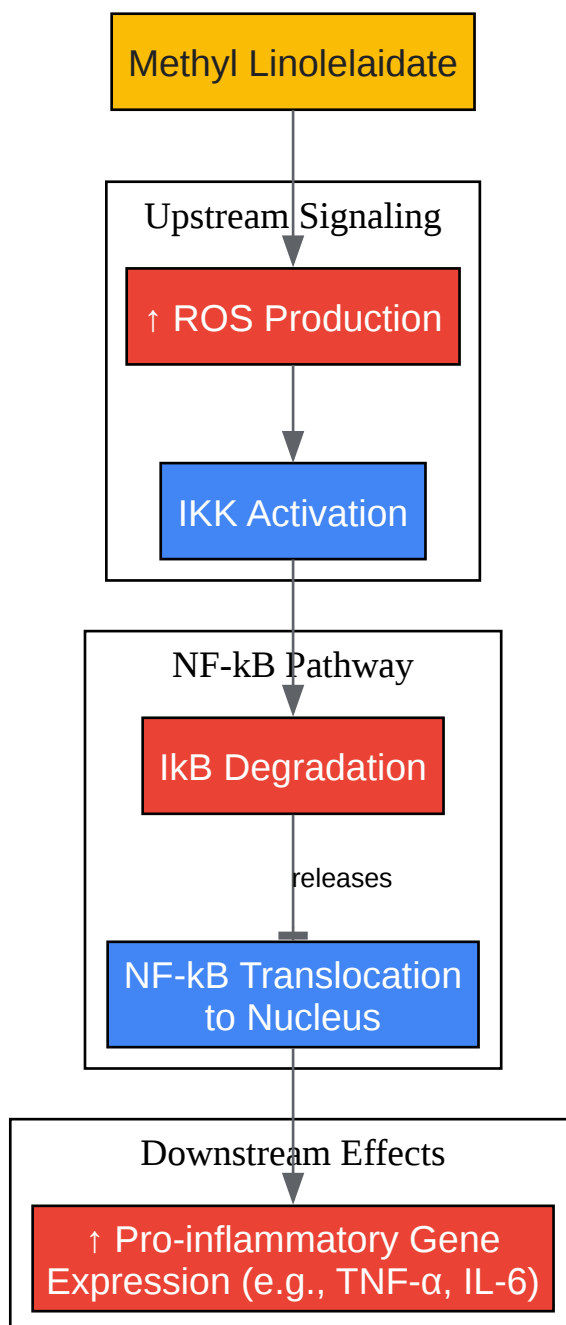 Methyl Linolelaidate
Upstream Signaling
↑ ROS Production
IKK Activation
NF-kB Pathway
IkB Degradation
releases
NF-kB Translocation
to Nucleus
Downstream Effects
↑ Pro-inflammatory Gene
Expression (e.g., TNF-α, IL-6)